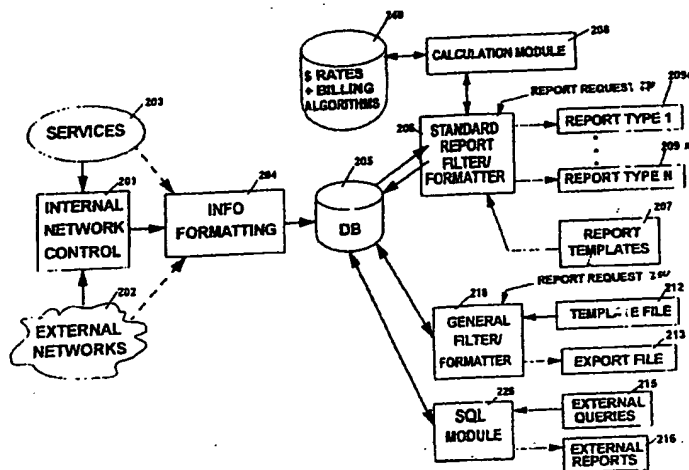 $ RATES
+ BILLING
ALGORITHMS
CALCULATION MODULE
208
REPORT REQUEST
203
SERVICES
206
STANDARD
REPORT
FILTER/
FORMATTER
REPORT TYPE 1
REPORT TYPE N
201
INTERNAL
NETWORK
CONTROL
204
INFO
FORMATTING
205
DB
207
REPORT
TEMPLATES
202
EXTERNAL
NETWORKS
REPORT REQUEST
GENERAL
FILTER/
FORMATTER
212
TEMPLATE FILE
213
EXPORT FILE
SQL
MODULE
215
EXTERNAL
QUERIES
216
EXTERNAL
REPORTS